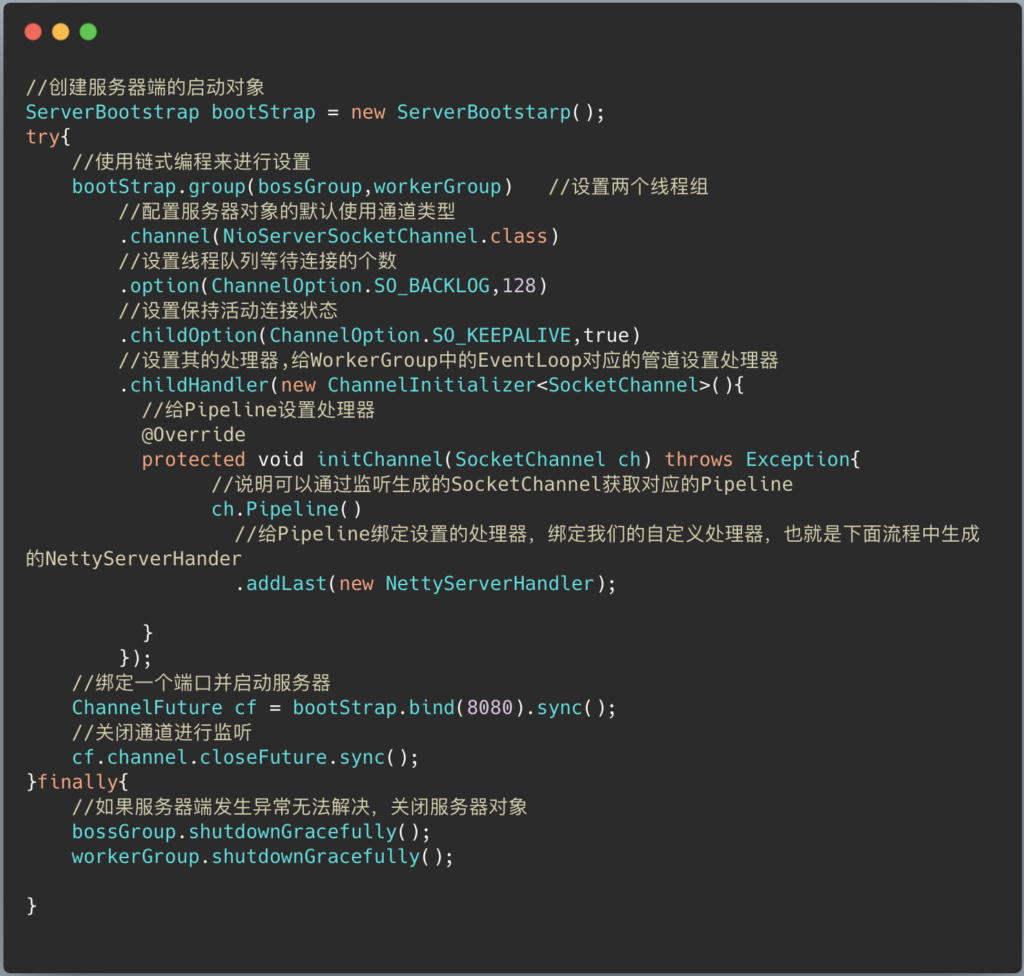 //创建服务器端的启动对象
ServerBootstrap bootStrap = new ServerBootstarp();
try{
    //使用链式编程来进行设置
    bootStrap.group(bossGroup,workerGroup)   //设置两个线程组
        //配置服务器对象的默认使用通道类型
        .channel(NioServerSocketChannel.class)
        //设置线程队列等待连接的个数
        .option(ChannelOption.SO_BACKLOG,128)
        //设置保持活动连接状态
        .childOption(ChannelOption.SO_KEEPALIVE,true)
        //设置其的处理器,给WorkerGroup中的EventLoop对应的管道设置处理器
        .childHandler(new ChannelInitializer<SocketChannel>(){
          //给Pipeline设置处理器
          @Override
          protected void initChannel(SocketChannel ch) throws Exception{
                //说明可以通过监听生成的SocketChannel获取对应的Pipeline
                ch.Pipeline()
                  //给Pipeline绑定设置的处理器，绑定我们的自定义处理器，也就是下面流程中生成
的NettyServerHander
                  .addLast(new NettyServerHandler);
          }
        });
    //绑定一个端口并启动服务器
    ChannelFuture cf = bootStrap.bind(8080).sync();
    //关闭通道进行监听
    cf.channel.closeFuture.sync();
}finally{
    //如果服务器端发生异常无法解决，关闭服务器对象
    bossGroup.shutdownGracefully();
    workerGroup.shutdownGracefully();
}